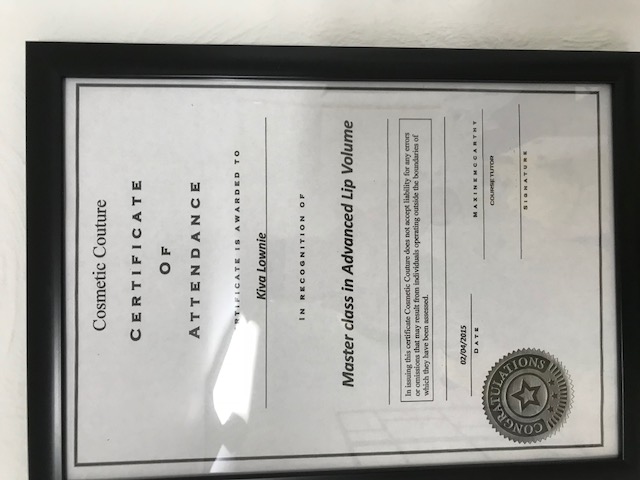 Cosmetic Couture
CERTIFICATE
OF
ATTENDANCE
CERTIFICATE IS AWARDED TO
Kiva Lownie
IN RECOGNITION OF
Master class in Advanced Lip Volume
In issuing this certificate Cosmetic Couture does not accept liability for any errors
or omissions that may result from individuals operating outside the boundaries of
which they have been assessed.
02/04/2015
DATE
MAXINEMCCARTHY
COURSE TUTOR
SIGNATURE
CONGRATULATIONS